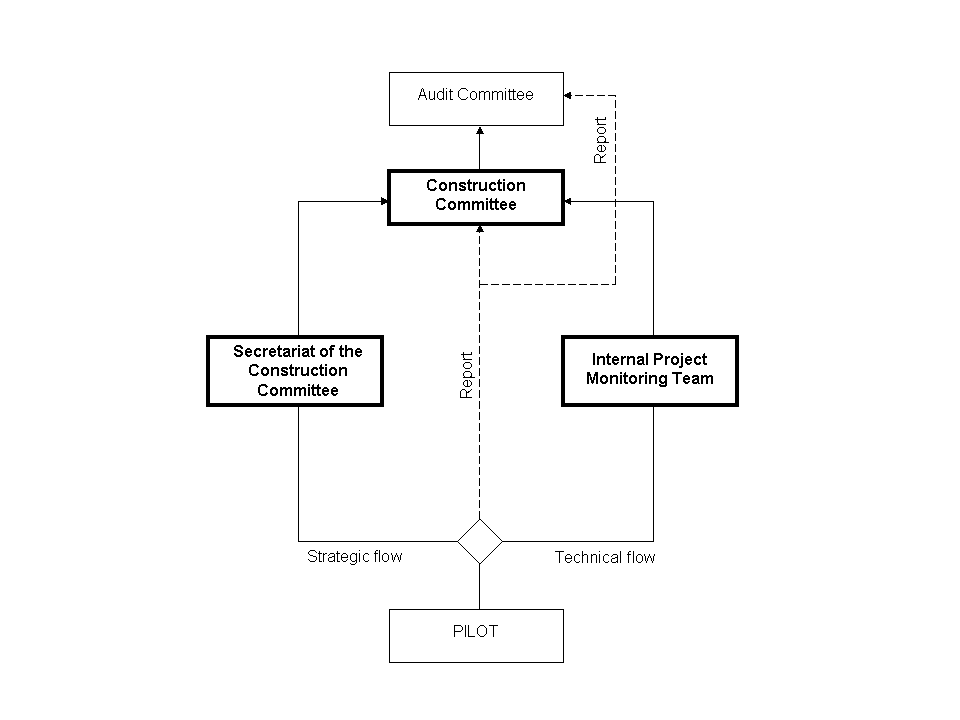 Audit Committee
Report
Construction
Committee
Secretariat of the
Construction
Committee
Report
Internal Project
Monitoring Team
Strategic flow
Technical flow
PILOT